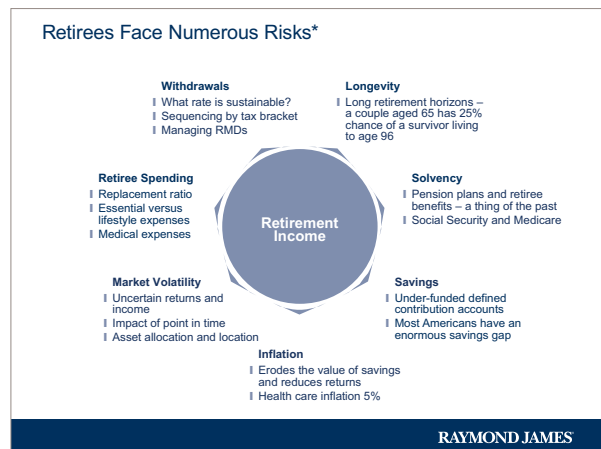 Retirees Face Numerous Risks*
Withdrawals
What rate is sustainable?
Sequencing by tax bracket
Managing RMDs
Longevity
Long retirement horizons –
a couple aged 65 has 25%
chance of a survivor living
to age 96
Retiree Spending
Replacement ratio
Essential versus
lifestyle expenses
Medical expenses
Retirement
Income
Solvency
Pension plans and retiree
benefits – a thing of the past
Social Security and Medicare
Market Volatility
Uncertain returns and
income
Impact of point in time
Asset allocation and location
Savings
Under-funded defined
contribution accounts
Most Americans have an
enormous savings gap
Inflation
Erodes the value of savings
and reduces returns
Health care inflation 5%
RAYMOND JAMES